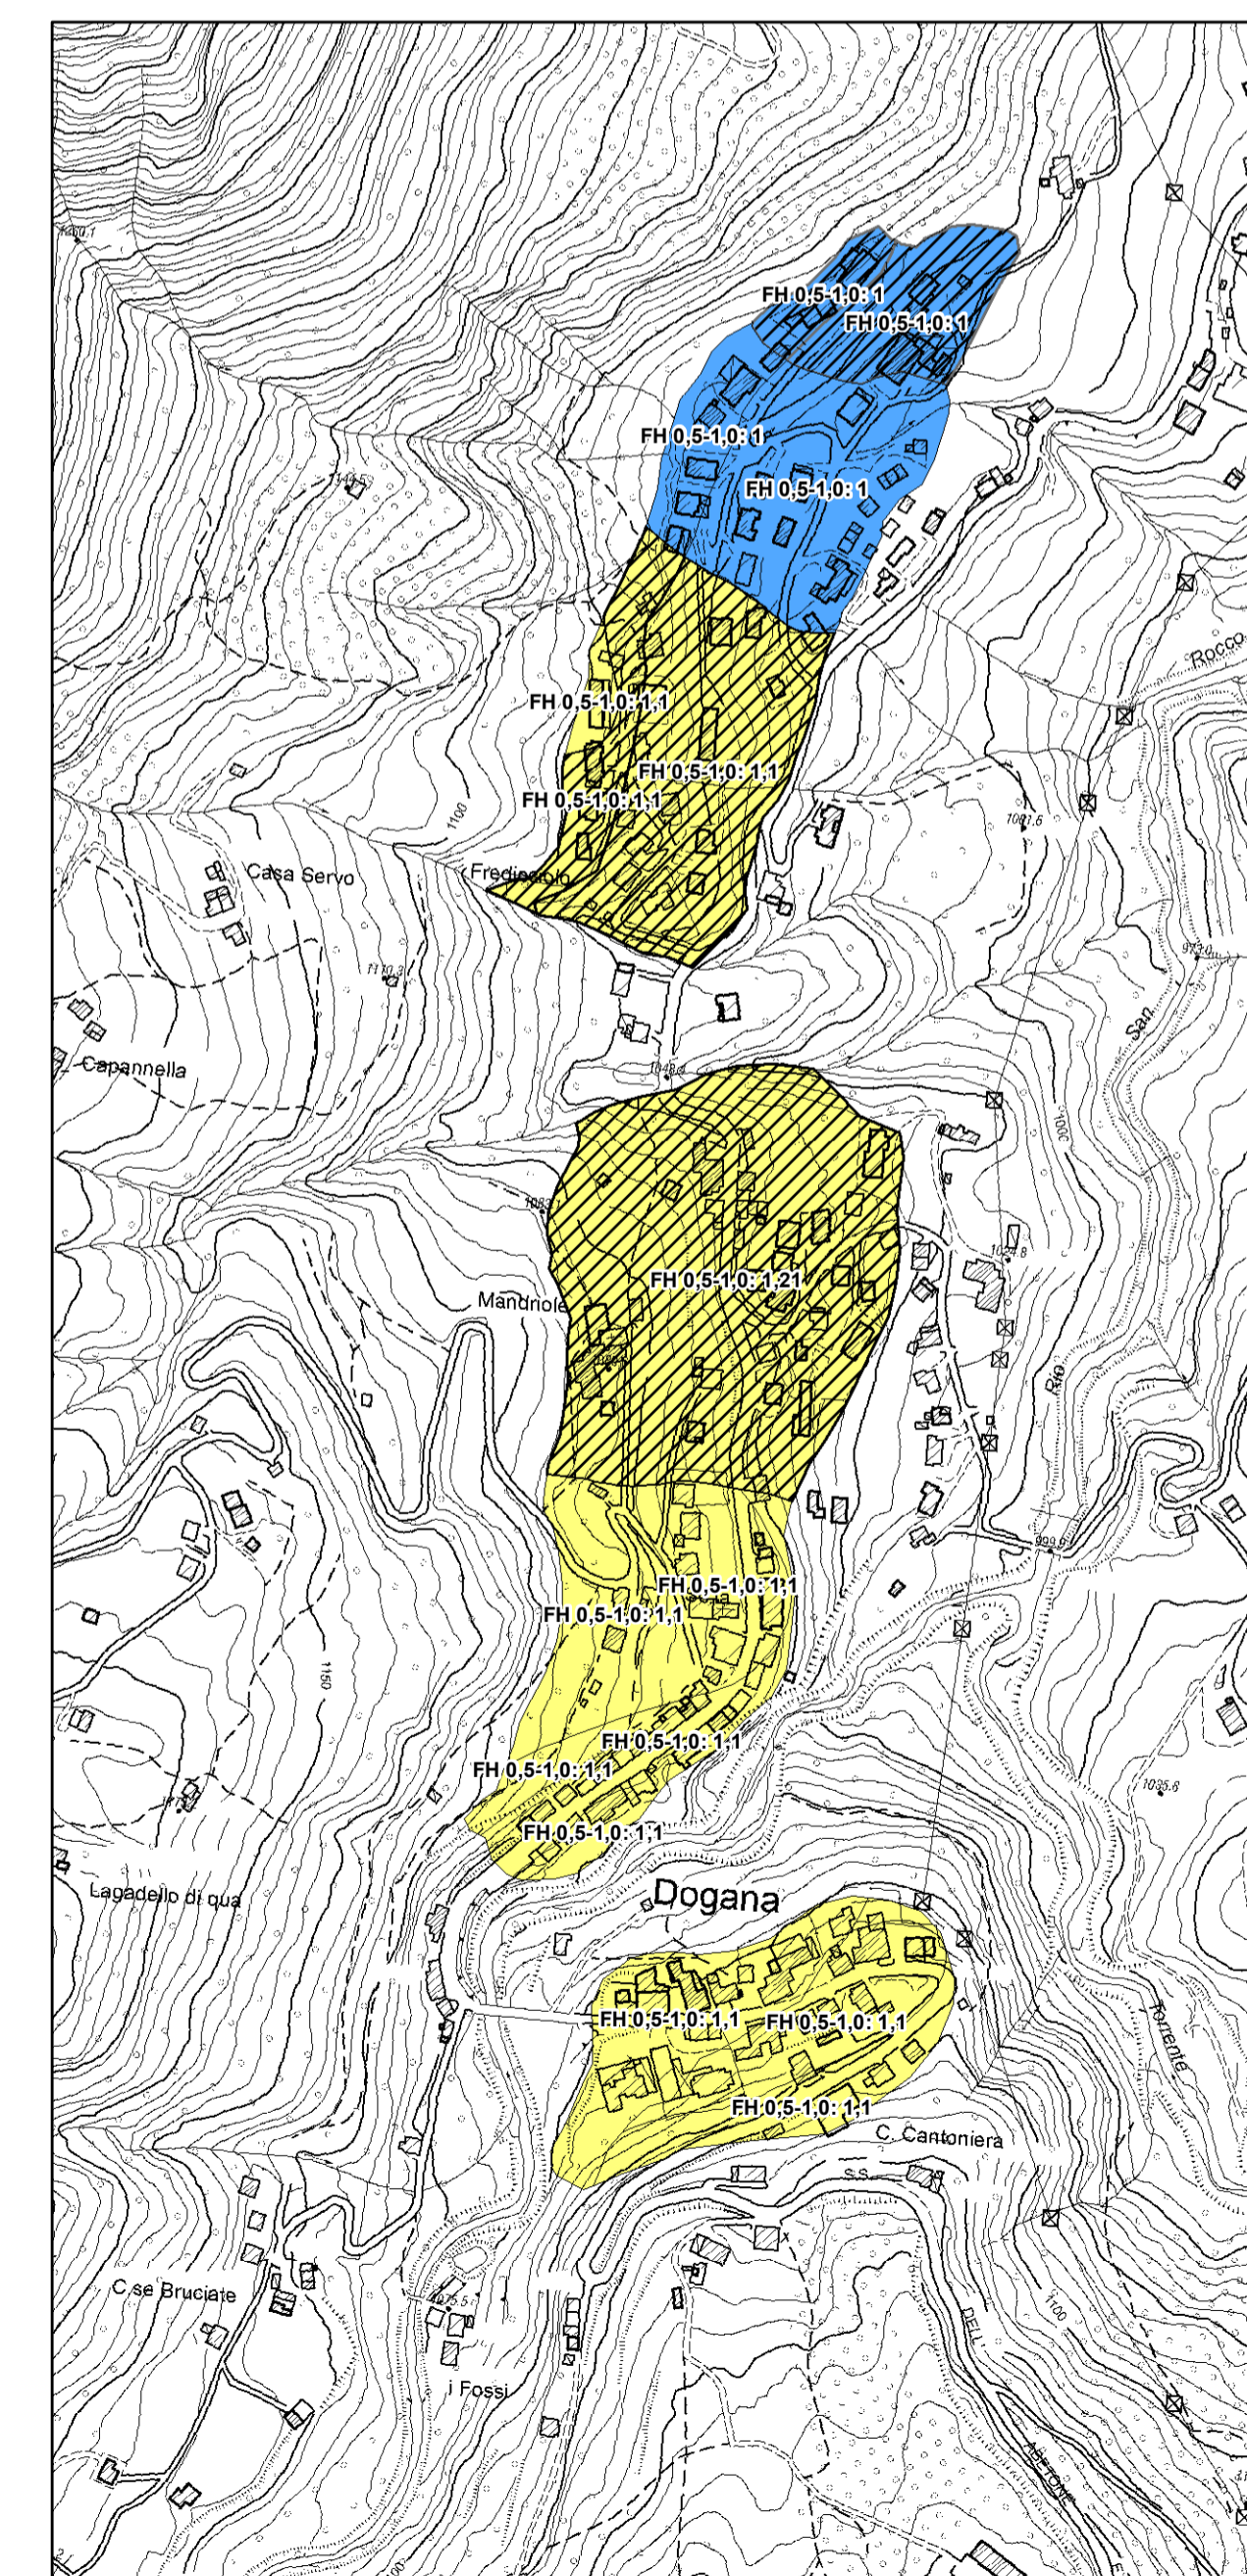 FH 0,5-1,0: 1
FH 0,5-1,0: 1
FH 0,5-1,0: 1
FH 0,5-1,0: 1
Rocco
FH 0,5-1,0: 1,1
FH 0,5-1,0: 1,1
FH 0,5-1,0: 1,1
1100
Casa Servo
1110.3
San
Capannella
1000
FH 0,5-1,0: 1,21
Mandriole
Rio
FH 0,5-1,0: 1,1
FH 0,5-1,0: 1,1
1150
FH 0,5-1,0: 1,1
FH 0,5-1,0: 1,1
1035.6
FH 0,5-1,0: 1,1
Lagadello di qua
Dogana
FH 0,5-1,0: 1,1
FH 0,5-1,0: 1,1
Torrente
FH 0,5-1,0: 1,1
C. Cantoniera
S.S.
C.se Bruciate
1100
DELL
i Fossi
ABETONE